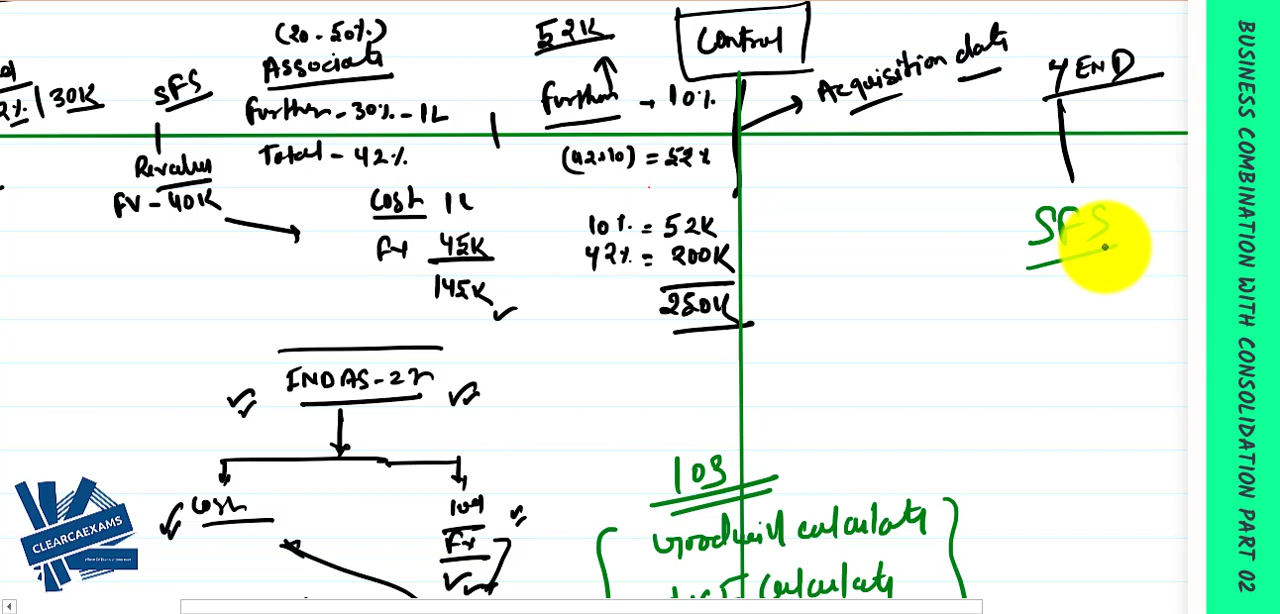 (20-50%)
Associate
SFS
30K
Further - 30% - 1L
52K
Further → 10%
Control
Acquisition date
YEND
Revalue
FV - 40K
Total - 42%
(42+10) = 52%
Cost 1L
FV 45K
145K
10% = 52K
42% = 200K
250K
SFS
INDAS-27
Cost
109
FV
103
Goodwill calculate
calculate
CLEARCAEXAMS
BUSINESS COMBINATION WITH CONSOLIDATION PART 02